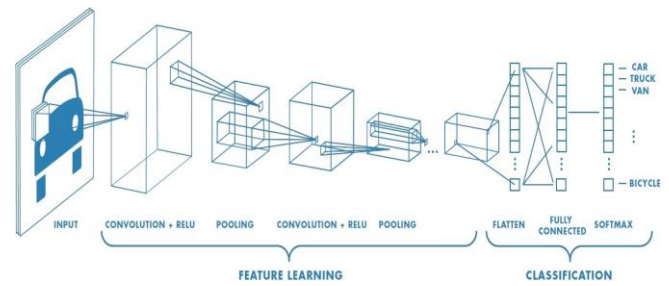 CAR
TRUCK
VAN
BICYCLE
INPUT
CONVOLUTION + RELU
POOLING
CONVOLUTION + RELU
POOLING
FLATTEN
FULLY
CONNECTED
SOFTMAX
FEATURE LEARNING
CLASSIFICATION